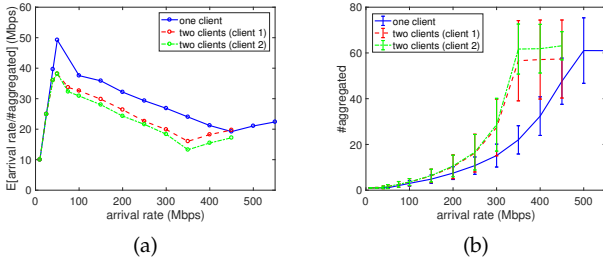 E[arrival rate/#aggregated] (Mbps)
60
50
40
30
20
10
0
one client
two clients (client 1)
two clients (client 2)
0 100 200 300 400 500
arrival rate (Mbps)
(a)
#aggregated
80
60
40
20
0
one client
two clients (client 1)
two clients (client 2)
0 100 200 300 400 500
arrival rate (Mbps)
(b)